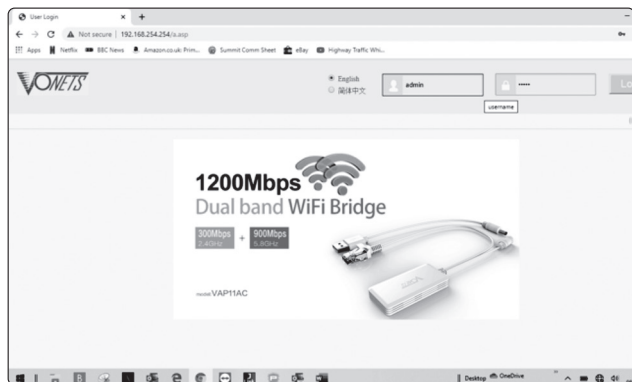 User Login
Not secure | 192.168.254.254/a.asp
Apps Netflix BBC News Amazon.co.uk: Prim... Summit Comm Sheet eBay Highway Traffic Whi...
VONETS
English
简体中文
admin
•••••
Lo
username
1200Mbps
Dual band WiFi Bridge
300Mbps + 900Mbps
2.4GHz 5.8GHz
model: VAP11AC
Desktop OneDrive